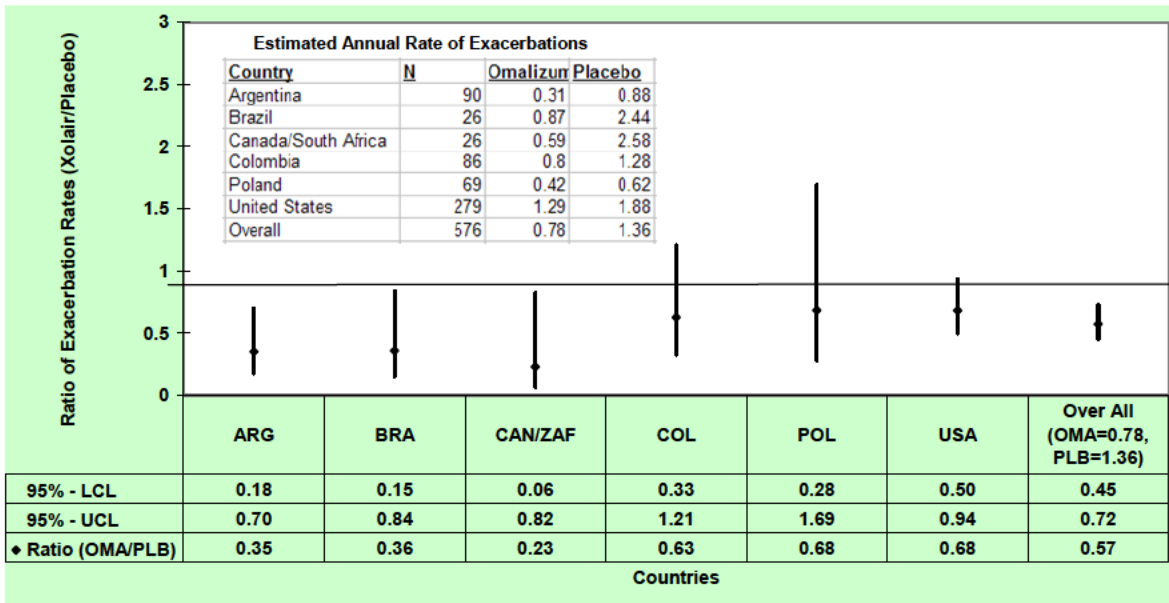 Ratio of Exacerbation Rates (Xolair/Placebo)
3
2.5
2
1.5
1
0.5
0
Estimated Annual Rate of Exacerbations
Country N Omalizum Placebo
Argentina 90 0.31 0.88
Brazil 26 0.87 2.44
Canada/South Africa 26 0.59 2.58
Colombia 86 0.8 1.28
Poland 69 0.42 0.62
United States 279 1.29 1.88
Overall 576 0.78 1.36
ARG BRA CAN/ZAF COL POL USA Over All
(OMA=0.78,
PLB=1.36)
95% - LCL 0.18 0.15 0.06 0.33 0.28 0.50 0.45
95% - UCL 0.70 0.84 0.82 1.21 1.69 0.94 0.72
Ratio (OMA/PLB) 0.35 0.36 0.23 0.63 0.68 0.68 0.57
Countries